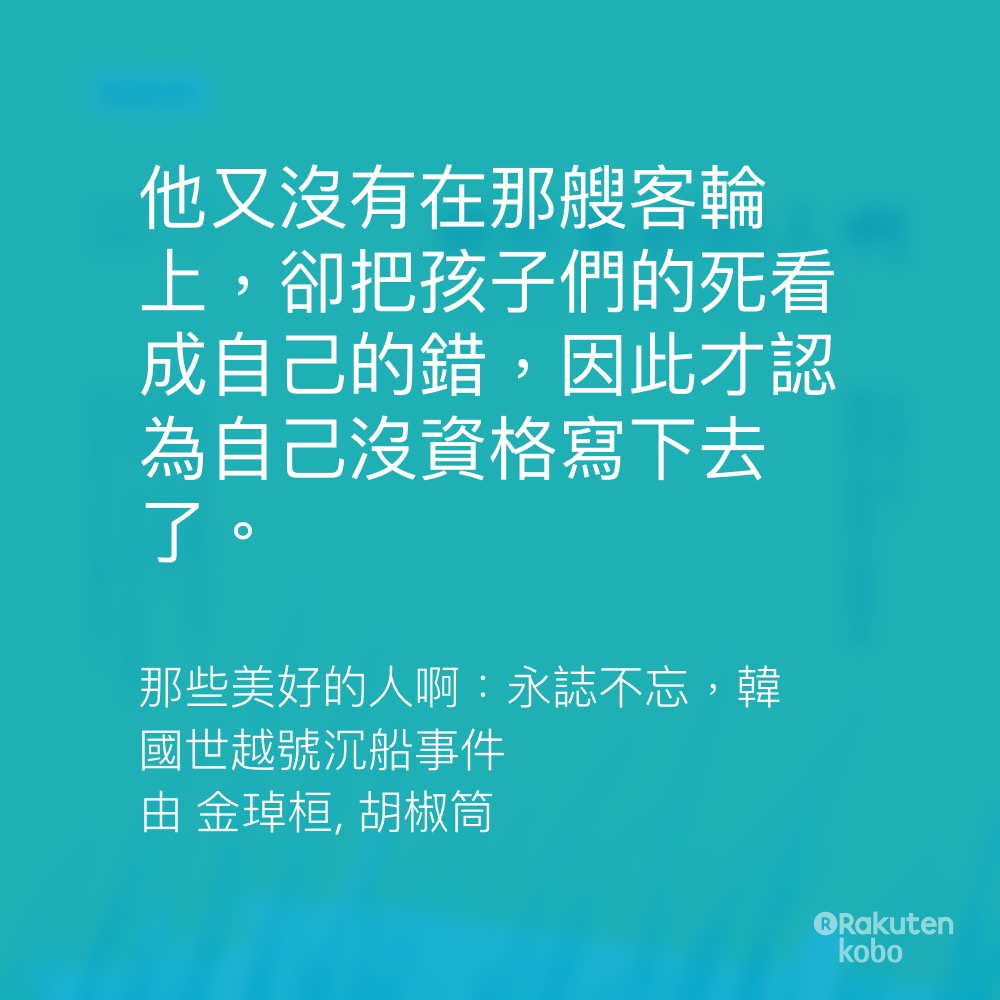 他又沒有在那艘客輪
上，卻把孩子們的死看
成自己的錯，因此才認
為自己沒資格寫下去
了。
那些美好的人啊：永誌不忘，韓
國世越號沉船事件
由 金琸桓, 胡椒筒
Rakuten
kobo